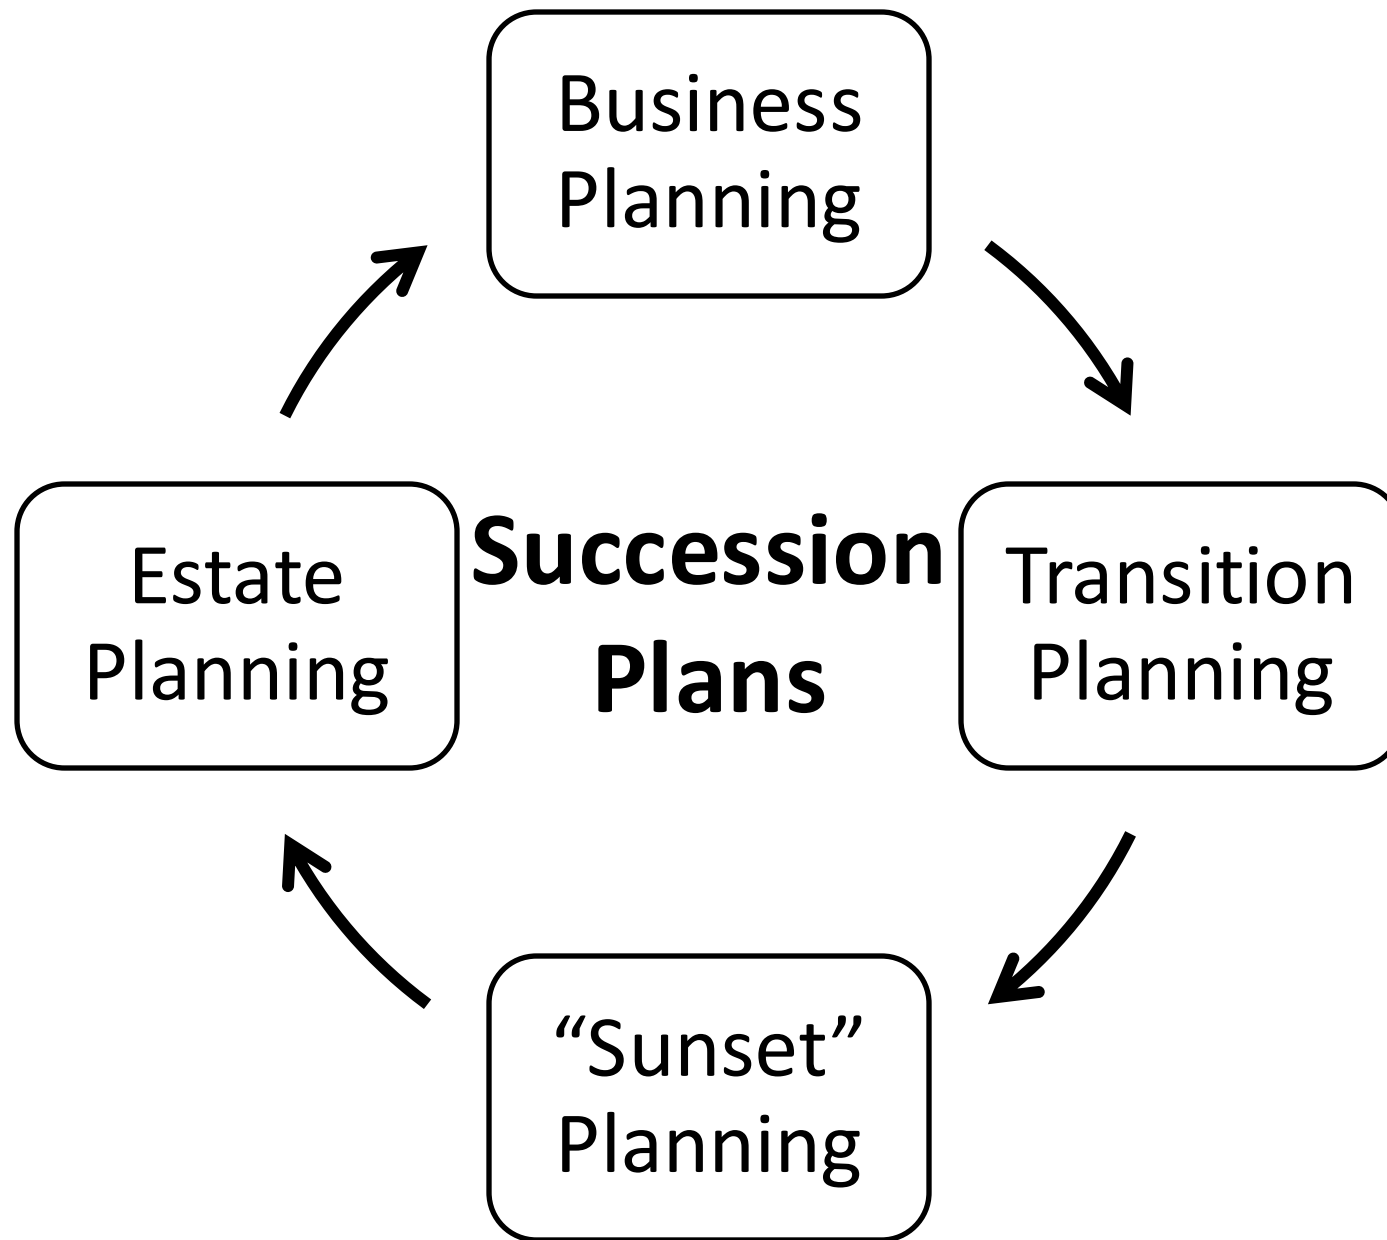 Business
Planning
Estate
Planning
Succession
Plans
Transition
Planning
“Sunset”
Planning